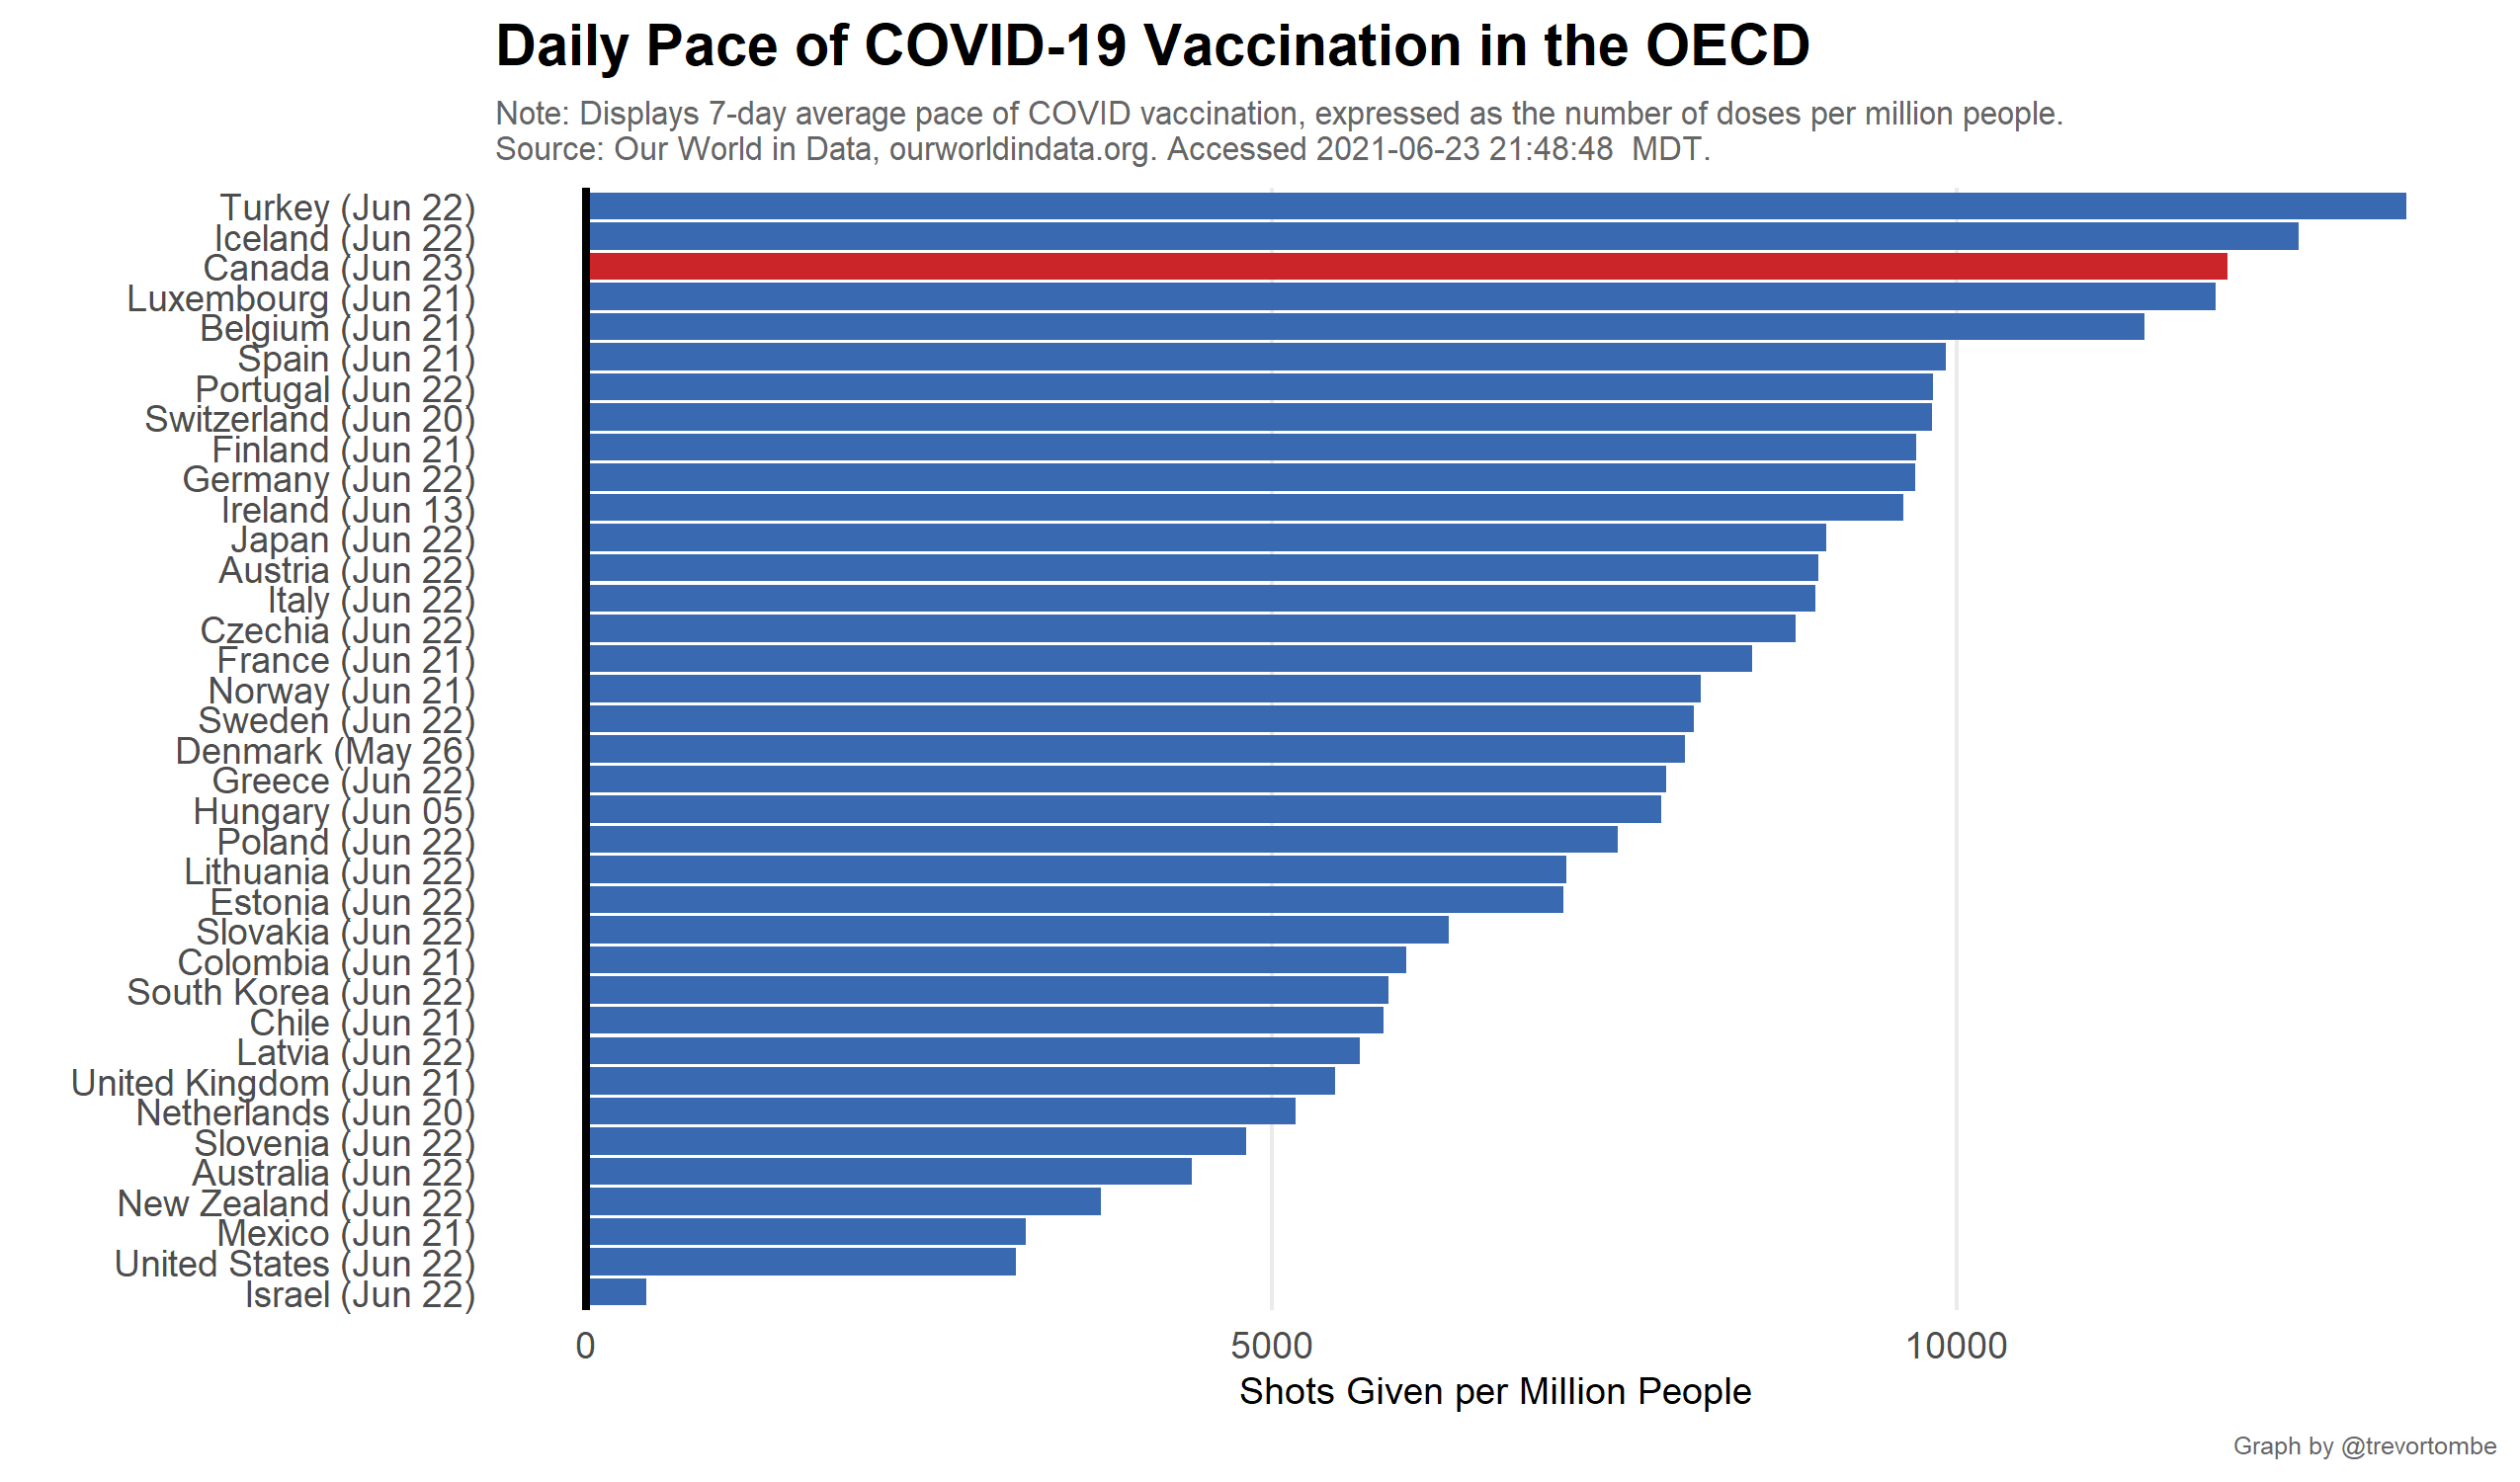 Daily Pace of COVID-19 Vaccination in the OECD
Note: Displays 7-day average pace of COVID vaccination, expressed as the number of doses per million people.
Source: Our World in Data, ourworldindata.org. Accessed 2021-06-23 21:48:48  MDT.
Turkey (Jun 22)
Iceland (Jun 22)
Canada (Jun 23)
Luxembourg (Jun 21)
Belgium (Jun 21)
Spain (Jun 21)
Portugal (Jun 22)
Switzerland (Jun 20)
Finland (Jun 21)
Germany (Jun 22)
Ireland (Jun 13)
Japan (Jun 22)
Austria (Jun 22)
Italy (Jun 22)
Czechia (Jun 22)
France (Jun 21)
Norway (Jun 21)
Sweden (Jun 22)
Denmark (May 26)
Greece (Jun 22)
Hungary (Jun 05)
Poland (Jun 22)
Lithuania (Jun 22)
Estonia (Jun 22)
Slovakia (Jun 22)
Colombia (Jun 21)
South Korea (Jun 22)
Chile (Jun 21)
Latvia (Jun 22)
United Kingdom (Jun 21)
Netherlands (Jun 20)
Slovenia (Jun 22)
Australia (Jun 22)
New Zealand (Jun 22)
Mexico (Jun 21)
United States (Jun 22)
Israel (Jun 22)
0 5000 10000
Shots Given per Million People
Graph by @trevortombe